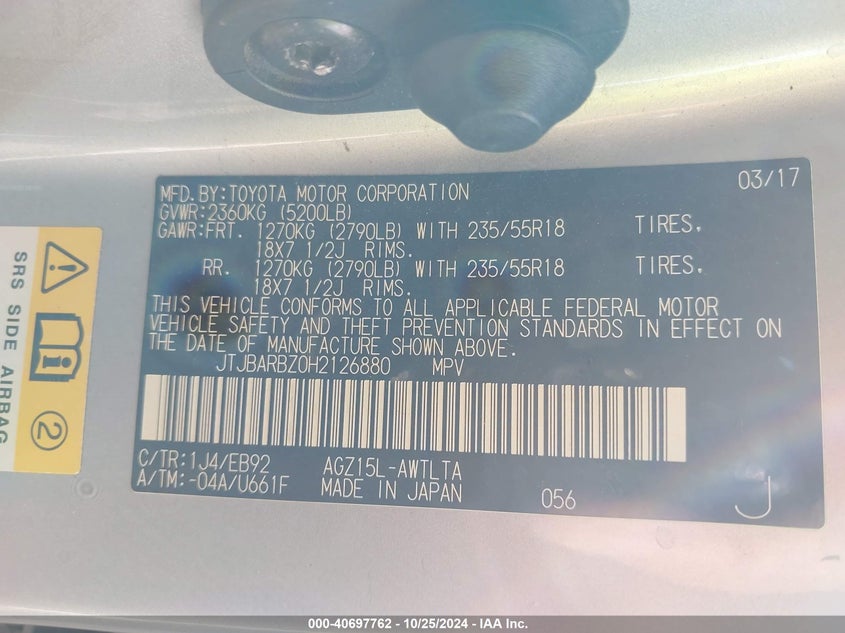 03/17
MFD. BY: TOYOTA MOTOR CORPORATION
GVWR: 2360KG (5200LB)
GAWR: FRT. 1270KG (2790LB) WITH 235/55R18 TIRES.
18X7 1/2J RIMS.
RR. 1270KG (2790LB) WITH 235/55R18 TIRES.
18X7 1/2J RIMS.
THIS VEHICLE CONFORMS TO ALL APPLICABLE FEDERAL MOTOR
VEHICLE SAFETY AND THEFT PREVENTION STANDARDS IN EFFECT ON
THE DATE OF MANUFACTURE SHOWN ABOVE.
JTJBARBZ0H2126880 MPV
C/TR: 1J4/EB92 AGZ15L-AWTLTA
A/TM: -04A/U661F MADE IN JAPAN 056 J
SRS SIDE AIRBAG
2
000-40697762 - 10/25/2024 - IAA Inc.